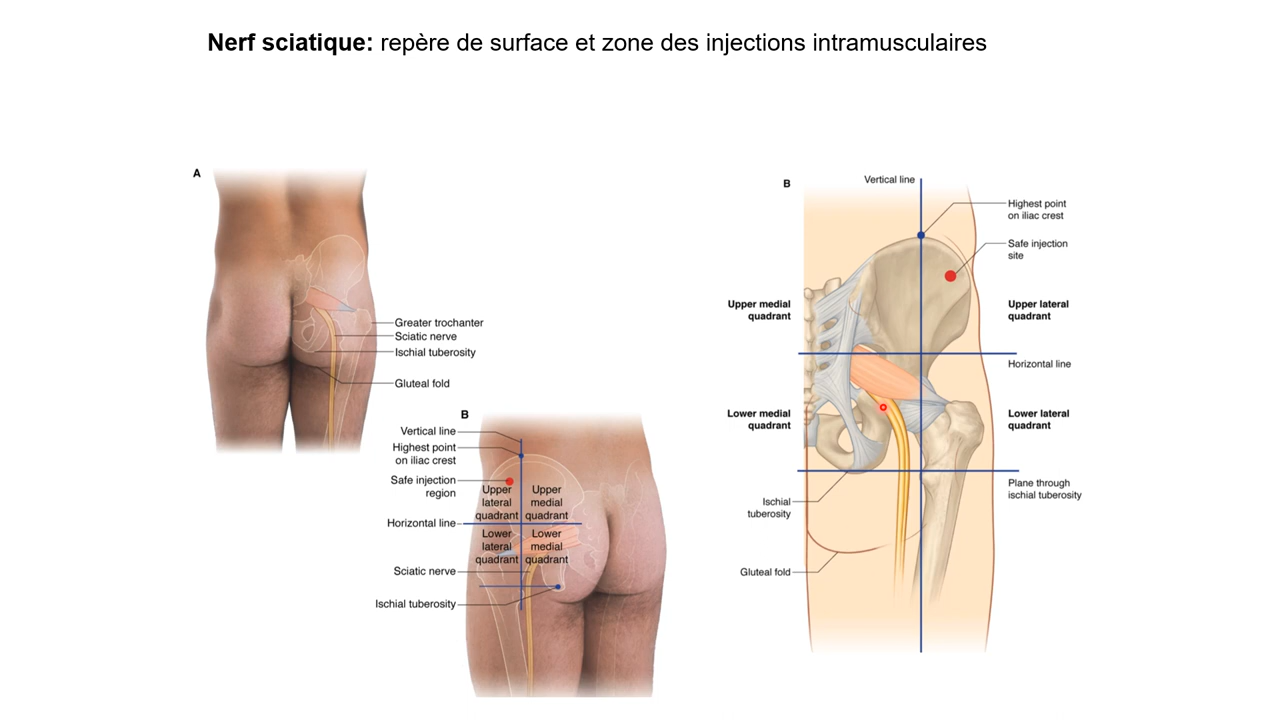 Nerf sciatique: repère de surface et zone des injections intramusculaires
A
Greater trochanter
Sciatic nerve
Ischial tuberosity
Gluteal fold
B
Vertical line
Highest point
on iliac crest
Safe injection
region
Upper
lateral
quadrant
Upper
medial
quadrant
Horizontal line
Lower
lateral
quadrant
Lower
medial
quadrant
Sciatic nerve
Ischial tuberosity
B
Vertical line
Highest point
on iliac crest
Safe injection
site
Upper medial
quadrant
Upper lateral
quadrant
Horizontal line
Lower medial
quadrant
Lower lateral
quadrant
Plane through
ischial tuberosity
Ischial
tuberosity
Gluteal fold